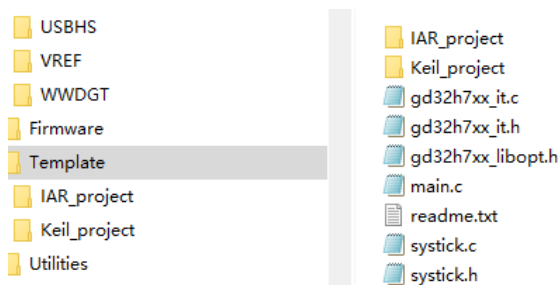 USBHS
VREF
WWDGT
Firmware
Template
IAR_project
Keil_project
Utilities
IAR_project
Keil_project
gd32h7xx_it.c
gd32h7xx_it.h
gd32h7xx_libopt.h
main.c
readme.txt
systick.c
systick.h